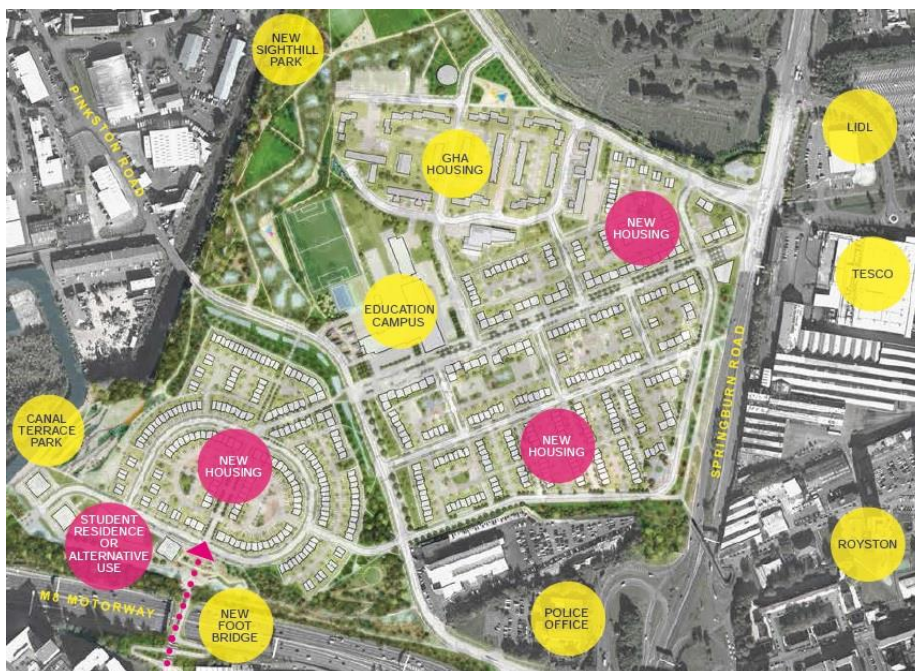 NEW
SIGHTHILL
PARK
PINKSTON ROAD
LIDL
GHA
HOUSING
NEW
HOUSING
TESCO
EDUCATION
CAMPUS
SPRINGBURN ROAD
CANAL
TERRACE
PARK
NEW
HOUSING
NEW
HOUSING
STUDENT
RESIDENCE
OR
ALTERNATIVE
USE
ROYSTON
M8 MOTORWAY
NEW
FOOT
BRIDGE
POLICE
OFFICE